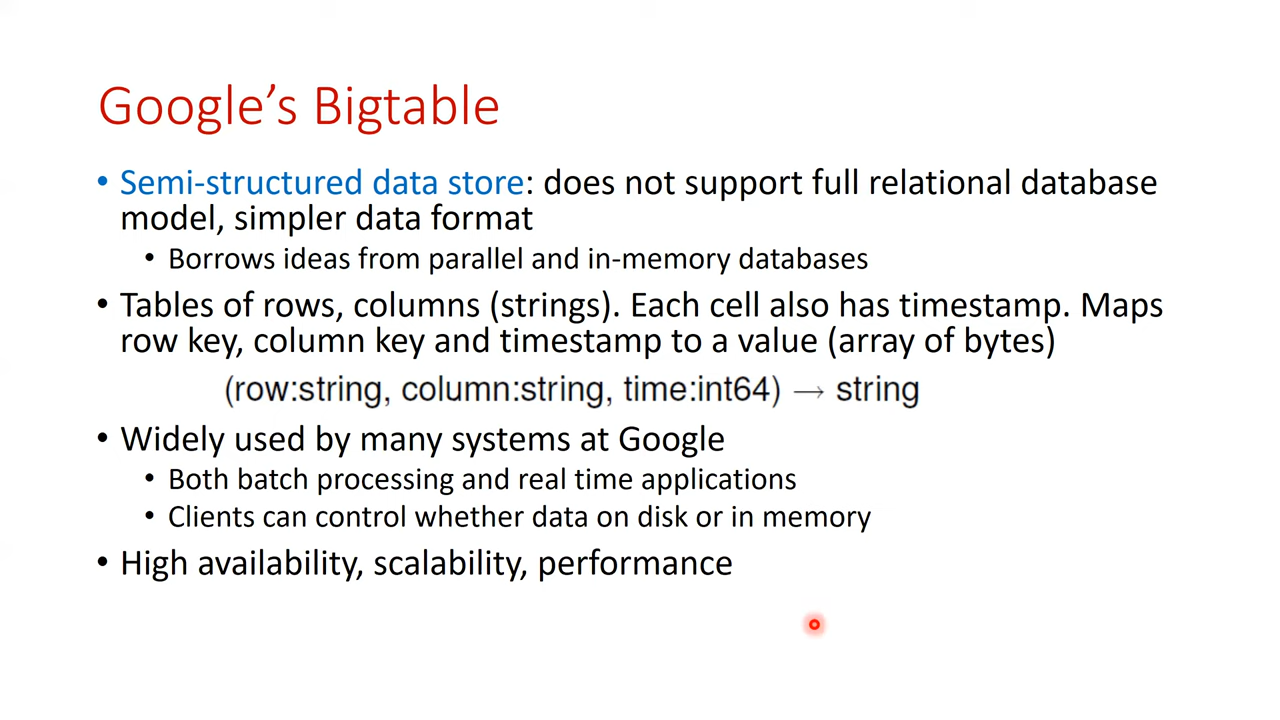 Google’s Bigtable
• Semi-structured data store: does not support full relational database
model, simpler data format
• Borrows ideas from parallel and in-memory databases
• Tables of rows, columns (strings). Each cell also has timestamp. Maps
row key, column key and timestamp to a value (array of bytes)
(row:string, column:string, time:int64) → string
• Widely used by many systems at Google
• Both batch processing and real time applications
• Clients can control whether data on disk or in memory
• High availability, scalability, performance